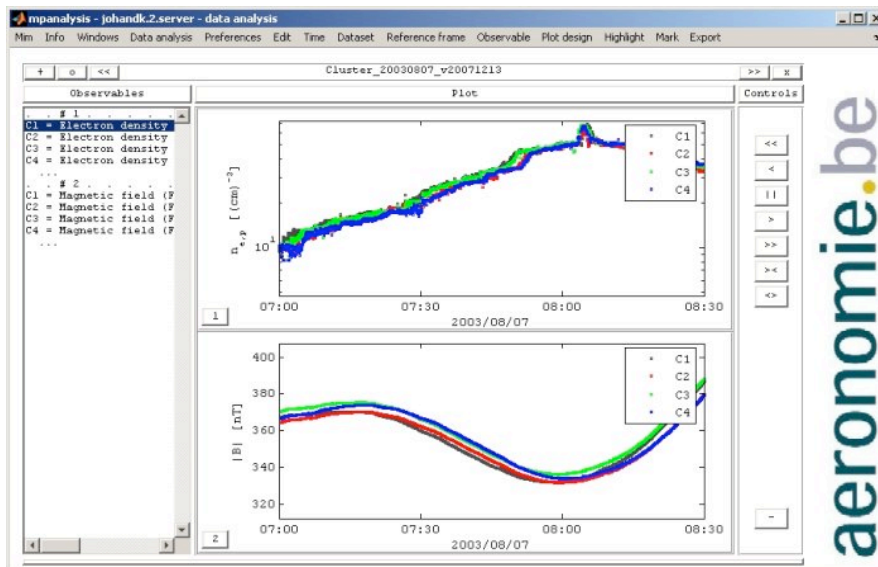 mpanalysis - johandk.2.server - data analysis
Mim Info Windows Data analysis Preferences Edit Time Dataset Reference frame Observable Plot design Highlight Mark Export
+ o << Cluster_20030807_v20071213 >> x
Observables Plot Controls
. . # 1 . . . . .
C1 = Electron density
C2 = Electron density
C3 = Electron density
C4 = Electron density
...
. . # 2 . . . . .
C1 = Magnetic field (F
C2 = Magnetic field (F
C3 = Magnetic field (F
C4 = Magnetic field (F
...
n e,p [(cm)^-3]
10^1
C1
C2
C3
C4
07:00 07:30 08:00 08:30
2003/08/07
1
|B| [nT]
400
380
360
340
320
C1
C2
C3
C4
07:00 07:30 08:00 08:30
2003/08/07
2
<<
<
||
>
>>
><
<>
-
aeronomie.be